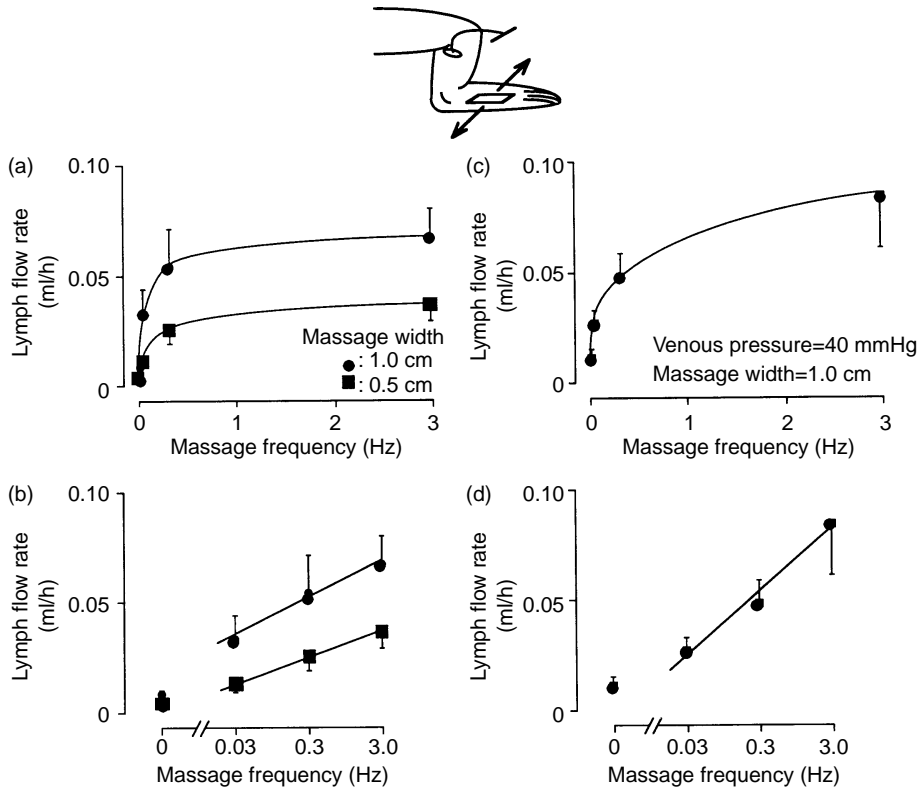 (a)
0.10
0.05
0
Lymph flow rate
(ml/h)
Massage width
: 1.0 cm
: 0.5 cm
0 1 2 3
Massage frequency (Hz)
(c)
0.10
0.05
0
Lymph flow rate
(ml/h)
Venous pressure=40 mmHg
Massage width=1.0 cm
0 1 2 3
Massage frequency (Hz)
(b)
0.10
0.05
0
Lymph flow rate
(ml/h)
0 0.03 0.3 3.0
Massage frequency (Hz)
(d)
0.10
0.05
0
Lymph flow rate
(ml/h)
0 0.03 0.3 3.0
Massage frequency (Hz)